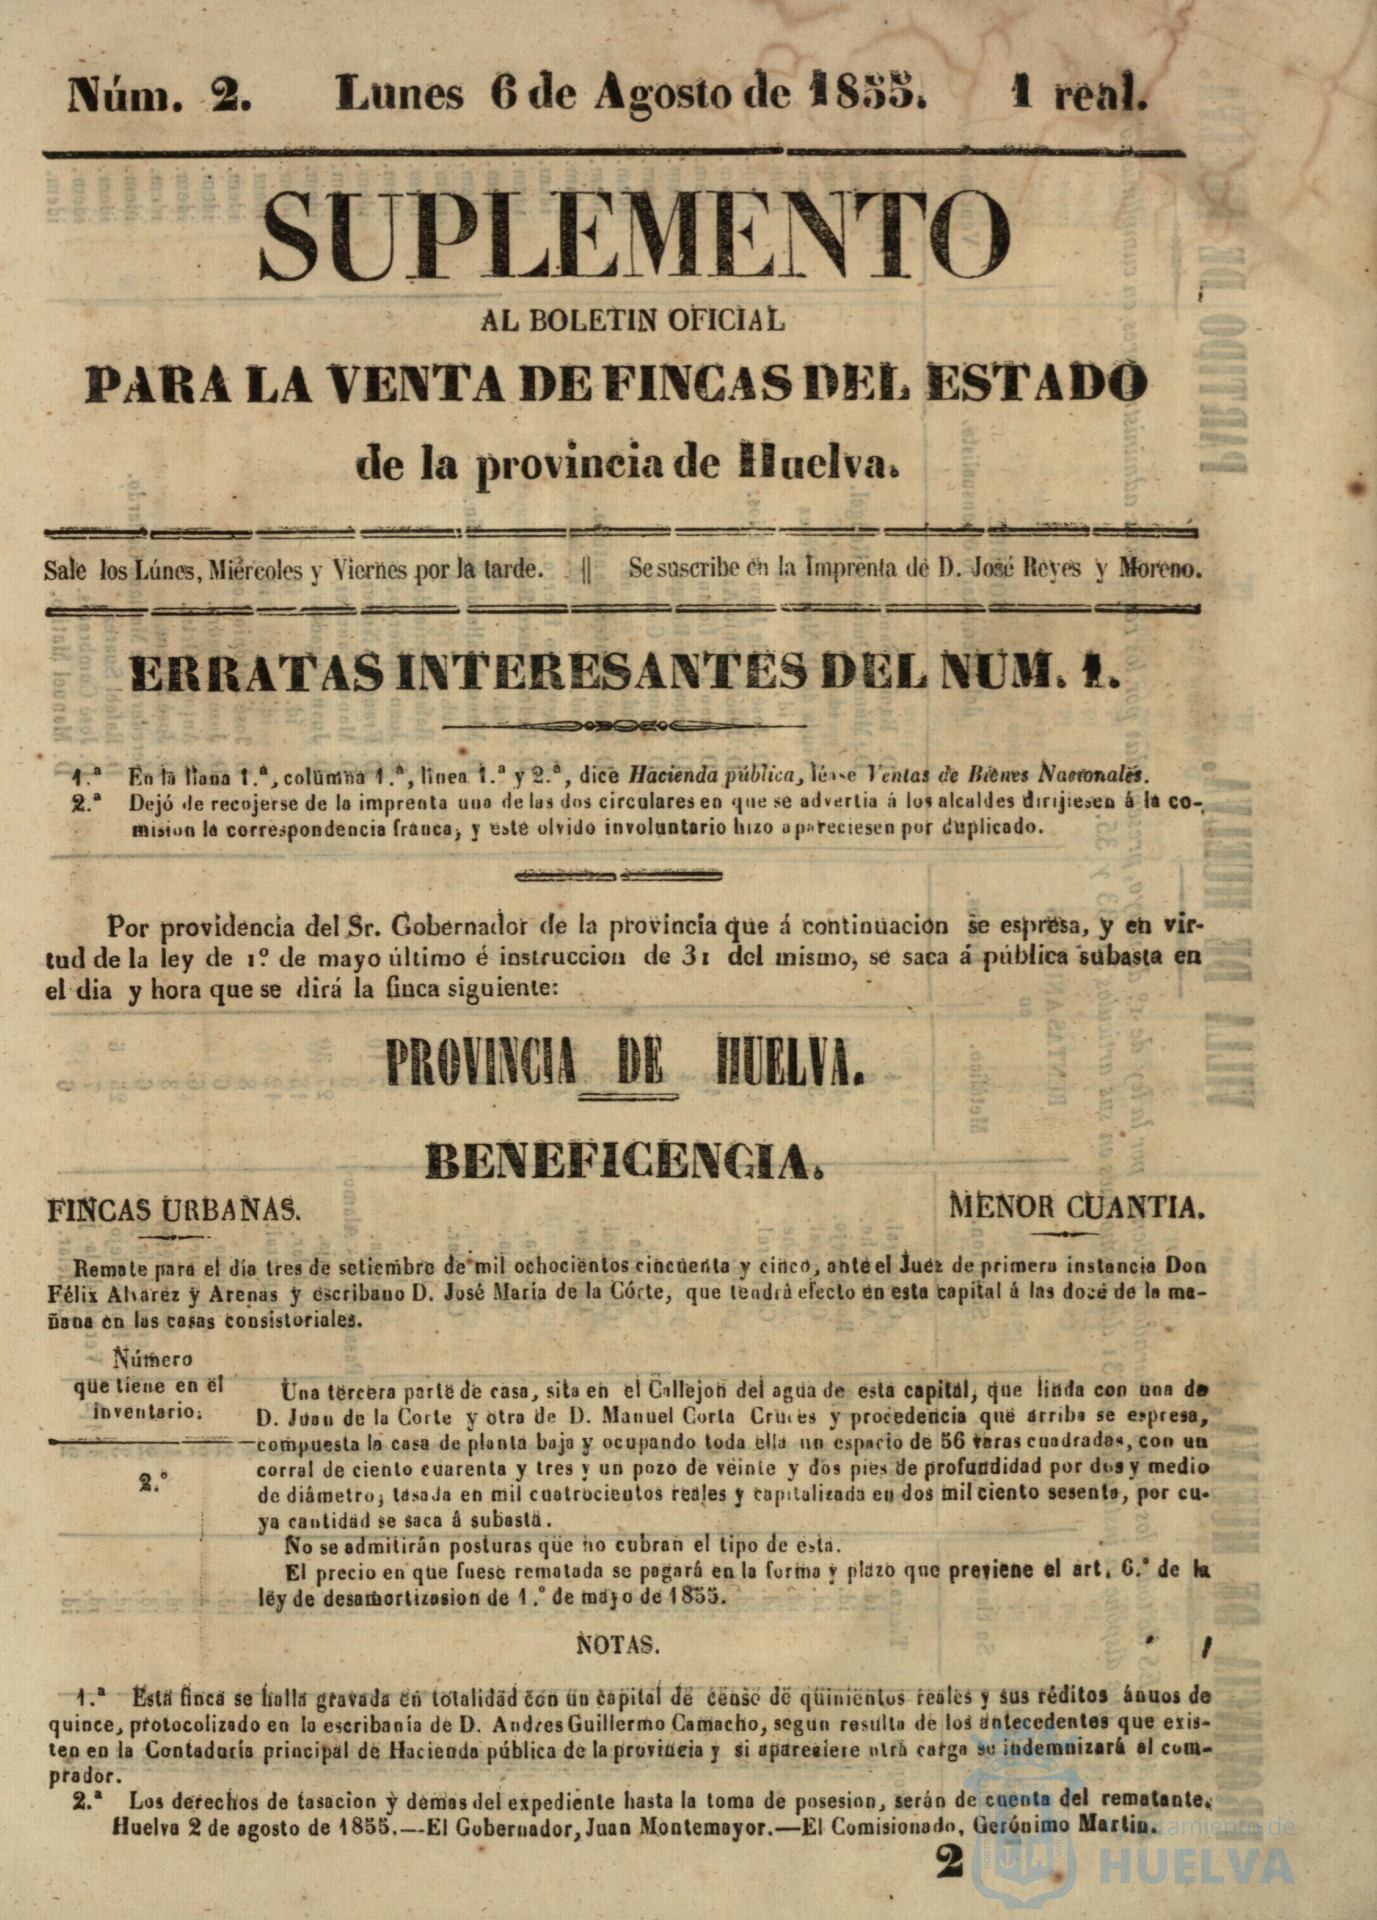 Núm. 2. Lunes 6 de Agosto de 1855. 1 real.
SUPLEMENTO
AL BOLETIN OFICIAL
PARA LA VENTA DE FINCAS DEL ESTADO
de la provincia de Huelva.
Sale los Lúnes, Miércoles y Viernes por la tarde. || Se suscribe en la Imprenta de D. José Reyes y Moreno.
ERRATAS INTERESANTES DEL NUM. 1.
1.ª En la llana 1.ª, columna 1.ª, linea 1.ª y 2.ª, dice Hacienda pública, léase Ventas de Bienes Nacionales.
2.ª Dejó de recojerse de la imprenta una de las dos circulares en que se advertia á los alcaldes dirijiesen á la co-
mision la correspondencia franca; y este olvido involuntario hizo apareciesen por duplicado.
Por providencia del Sr. Gobernador de la provincia que á continuacion se espresa, y en vir-
tud de la ley de 1.º de mayo último é instruccion de 31 del mismo, se saca á pública subasta en
el dia y hora que se dirá la finca siguiente:
PROVINCIA DE HUELVA.
BENEFICENCIA.
FINCAS URBANAS. MENOR CUANTIA.
Remate para el dia tres de setiembre de mil ochocientos cincuenta y cinco, ante el Juez de primera instancia Don
Félix Alvarez y Arenas y escribano D. José María de la Córte, que tendrá efecto en esta capital á las doce de la ma-
ñana en las casas consistoriales.
Número
que tiene en el
inventario.
2.º
Una tercera parte de casa, sita en el Callejon del agua de esta capital, que linda con una de
D. Juan de la Corte y otra de D. Manuel Corta Cruces y procedencia que arriba se espresa,
compuesta la casa de planta baja y ocupando toda ella un espacio de 56 varas cuadradas, con un
corral de ciento cuarenta y tres y un pozo de veinte y dos pies de profundidad por dos y medio
de diámetro; tasada en mil cuatrocientos reales y capitalizada en dos mil ciento sesenta, por cu-
ya cantidad se saca á subasta.
No se admitirán posturas que no cubran el tipo de esta.
El precio en que fuese rematada se pagará en la forma y plazo que previene el art. 6.º de la
ley de desamortizasion de 1.º de mayo de 1855.
NOTAS.
1.ª Esta finca se halla gravada en totalidad con un capital de censo de quinientos reales y sus réditos ánuos de
quince, protocolizado en la escribanía de D. Andres Guillermo Camacho, segun resulta de los antecedentes que exis-
ten en la Contaduría principal de Hacienda pública de la provincia y si apareciere otra carga se indemnizará al com-
prador.
2.ª Los derechos de tasacion y demas del expediente hasta la toma de posesion, serán de cuenta del rematante.
Huelva 2 de agosto de 1855.—El Gobernador, Juan Montemayor.—El Comisionado, Gerónimo Martin.
2
Ayuntamiento de
HUELVA